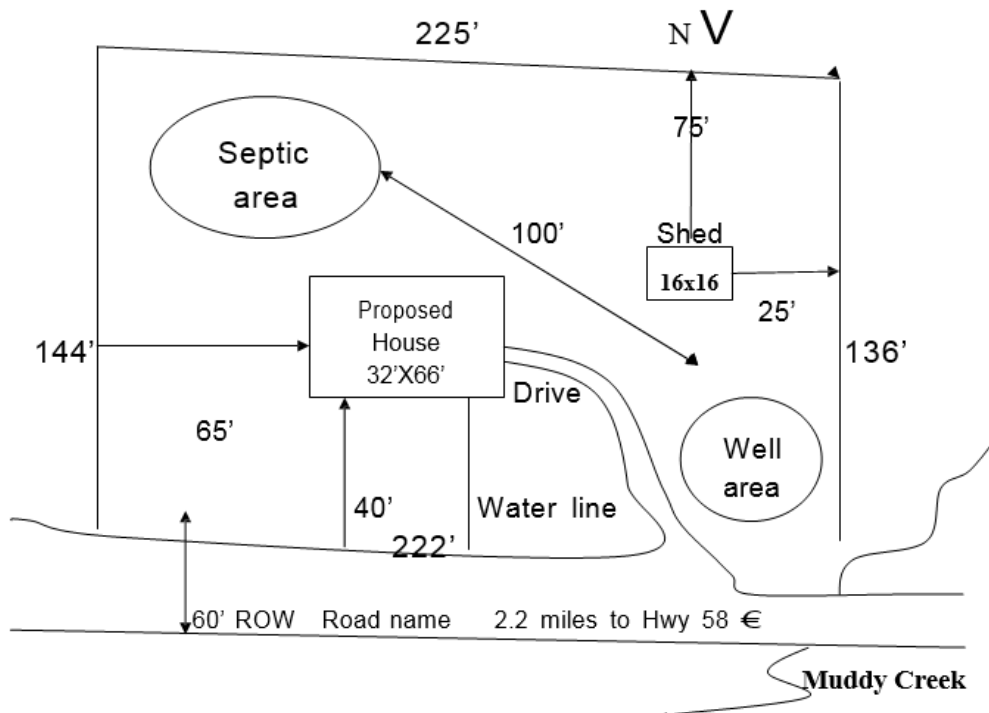 225’
N V
75’
Septic
area
100’
Shed
16x16
25’
Proposed
House
32’X66’
144’
136’
Drive
65’
Well
area
40’
Water line
222’
60’ ROW Road name 2.2 miles to Hwy 58 €
Muddy Creek